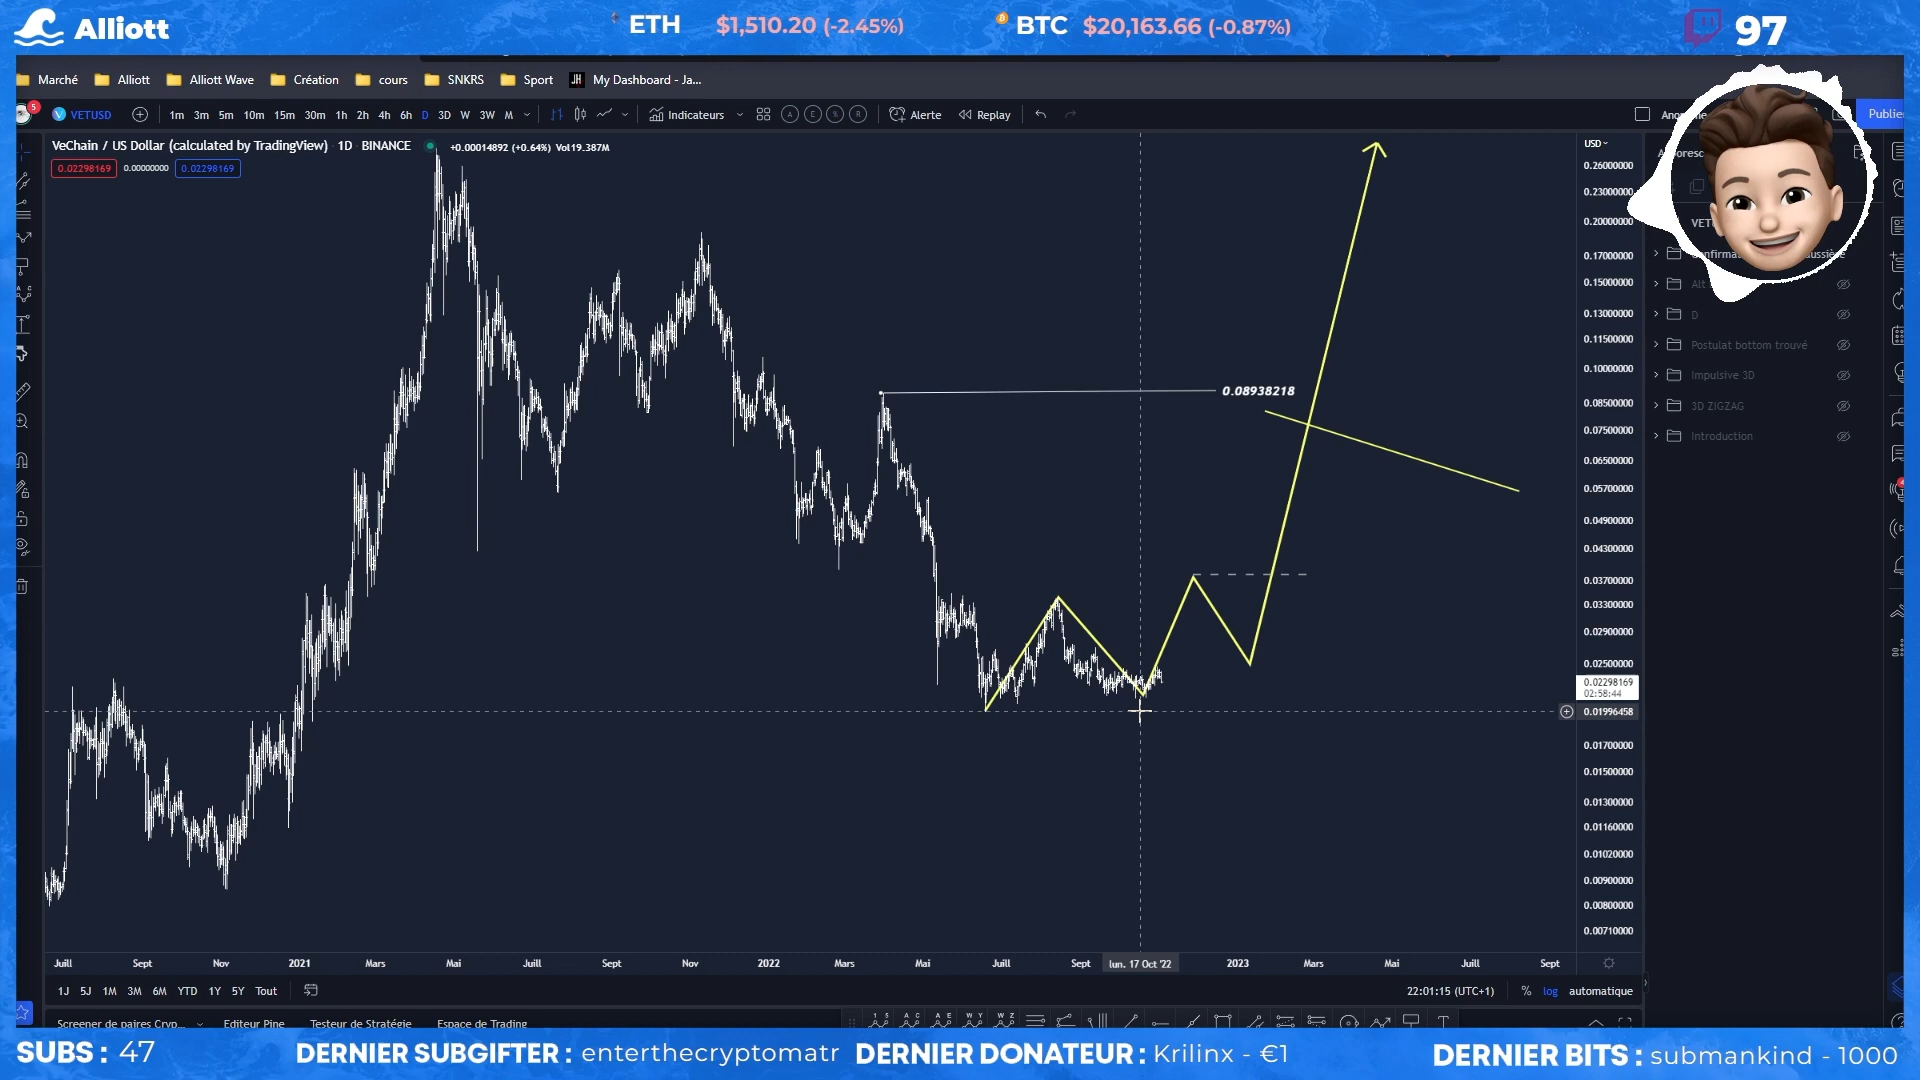 Alliott
ETH $1,510.20 (-2.45%) BTC $20,163.66 (-0.87%) 97
Marché Alliott Alliott Wave Création cours SNKRS Sport JH My Dashboard - Ja...
5 VETUSD 1m 3m 5m 10m 15m 30m 1h 2h 4h 6h D 3D W 3W M Indicateurs A E R Alerte Replay Publie
VeChain / US Dollar (calculated by TradingView) · 1D · BINANCE +0.00014892 (+0.64%) Vol19.387M USD
0.02298169 0.00000000 0.02298169
0.26000000
0.23000000
0.20000000
0.17000000
0.15000000
0.13000000
0.11500000
0.10000000
0.08500000
0.07500000
0.06500000
0.05700000
0.04900000
0.04300000
0.03700000
0.03300000
0.02900000
0.02500000
0.02298169
02:58:44
0.01996458
0.01700000
0.01500000
0.01300000
0.01160000
0.01020000
0.00900000
0.00800000
0.00710000
0.08938218
Alt
D
Postulat bottom trouvé
Impulsive 3D
3D ZIGZAG
Introduction
Juill Sept Nov 2021 Mars Mai Juill Sept Nov 2022 Mars Mai Juill Sept lun. 17 Oct '22 2023 Mars Mai Juill Sept
1J 5J 1M 3M 6M YTD 1Y 5Y Tout 22:01:15 (UTC+1) % log automatique
Screener de paires Cryp... Editeur Pine Testeur de Stratégie Espace de Trading
SUBS : 47 DERNIER SUBGIFTER : enterthecryptomatr DERNIER DONATEUR : Krilinx - €1 DERNIER BITS : submankind - 1000